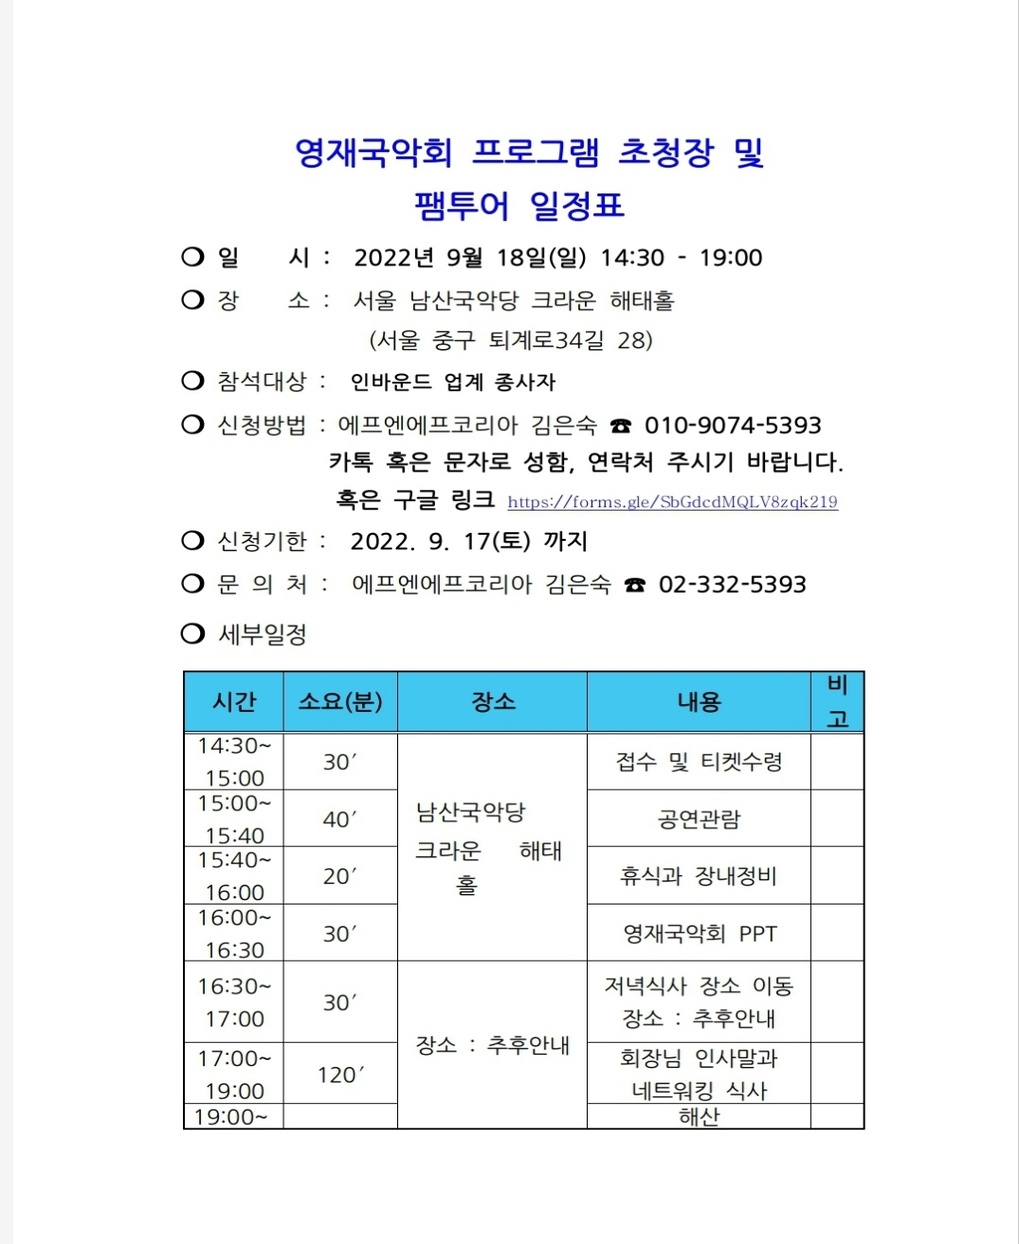 영재국악회 프로그램 초청장 및
팸투어 일정표
❍ 일 시 : 2022년 9월 18일(일) 14:30 - 19:00
❍ 장 소 : 서울 남산국악당 크라운 해태홀
(서울 중구 퇴계로34길 28)
❍ 참석대상 : 인바운드 업계 종사자
❍ 신청방법 : 에프엔에프코리아 김은숙 ☎ 010-9074-5393
카톡 혹은 문자로 성함, 연락처 주시기 바랍니다.
혹은 구글 링크 https://forms.gle/SbGdcdMQLV8zqk219
❍ 신청기한 : 2022. 9. 17(토) 까지
❍ 문 의 처 : 에프엔에프코리아 김은숙 ☎ 02-332-5393
❍ 세부일정
시간 소요(분) 장소 내용 비고
14:30~
15:00
30′
접수 및 티켓수령
15:00~
15:40
40′
공연관람
남산국악당
크라운 해태
홀
15:40~
16:00
20′
휴식과 장내정비
16:00~
16:30
30′
영재국악회 PPT
16:30~
17:00
30′
저녁식사 장소 이동
장소 : 추후안내
장소 : 추후안내
17:00~
19:00
120′
회장님 인사말과
네트워킹 식사
19:00~
해산